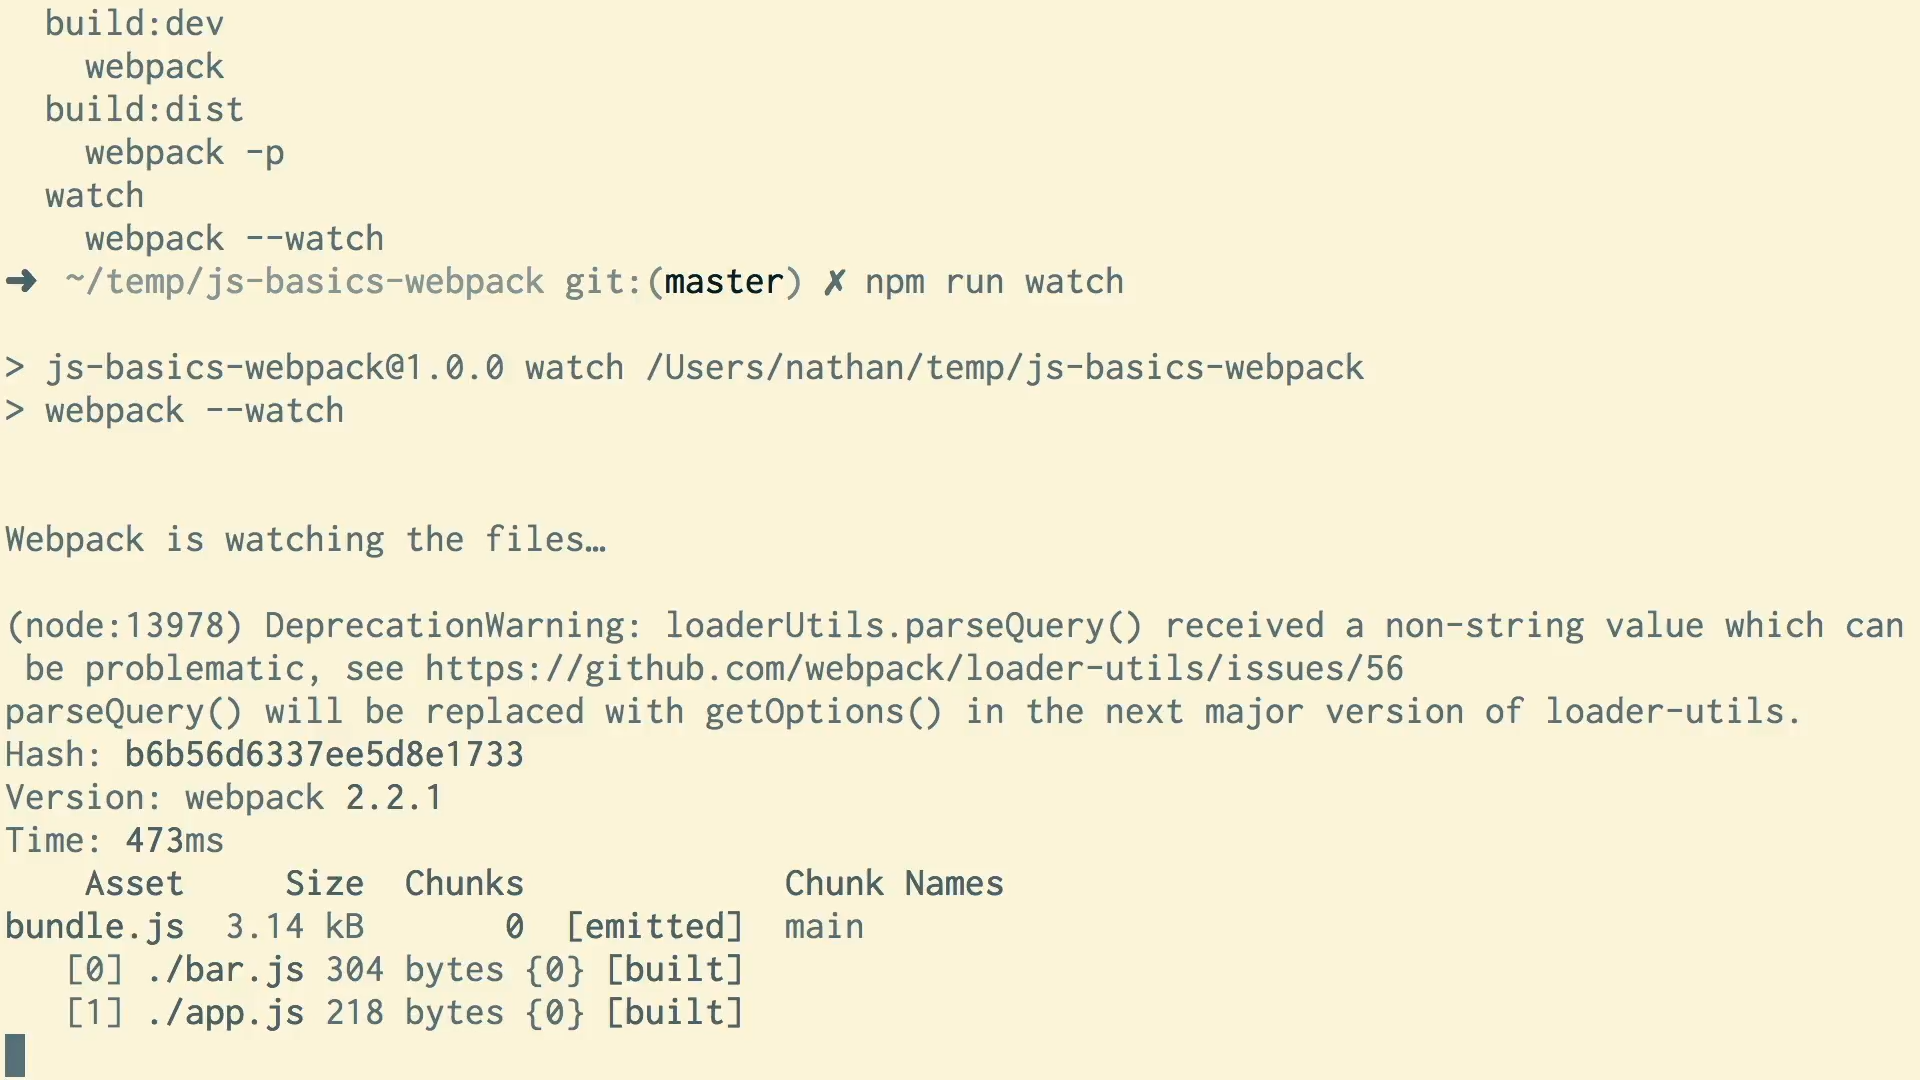 build:dev
webpack
build:dist
webpack -p
watch
webpack --watch
➜ ~/temp/js-basics-webpack git:(master) ✗ npm run watch
> js-basics-webpack@1.0.0 watch /Users/nathan/temp/js-basics-webpack
> webpack --watch
Webpack is watching the files…
(node:13978) DeprecationWarning: loaderUtils.parseQuery() received a non-string value which can
be problematic, see https://github.com/webpack/loader-utils/issues/56
parseQuery() will be replaced with getOptions() in the next major version of loader-utils.
Hash: b6b56d6337ee5d8e1733
Version: webpack 2.2.1
Time: 473ms
Asset Size Chunks Chunk Names
bundle.js 3.14 kB 0 [emitted] main
[0] ./bar.js 304 bytes {0} [built]
[1] ./app.js 218 bytes {0} [built]